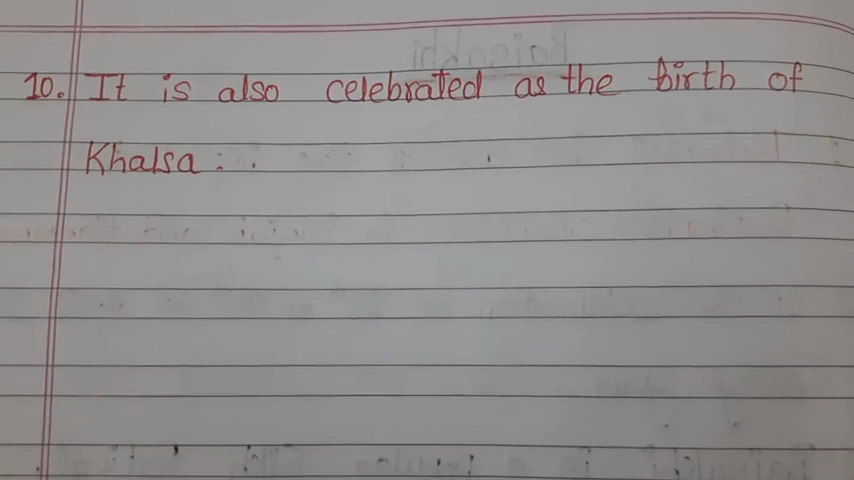 10. It is also celebrated as the birth of
Khalsa .